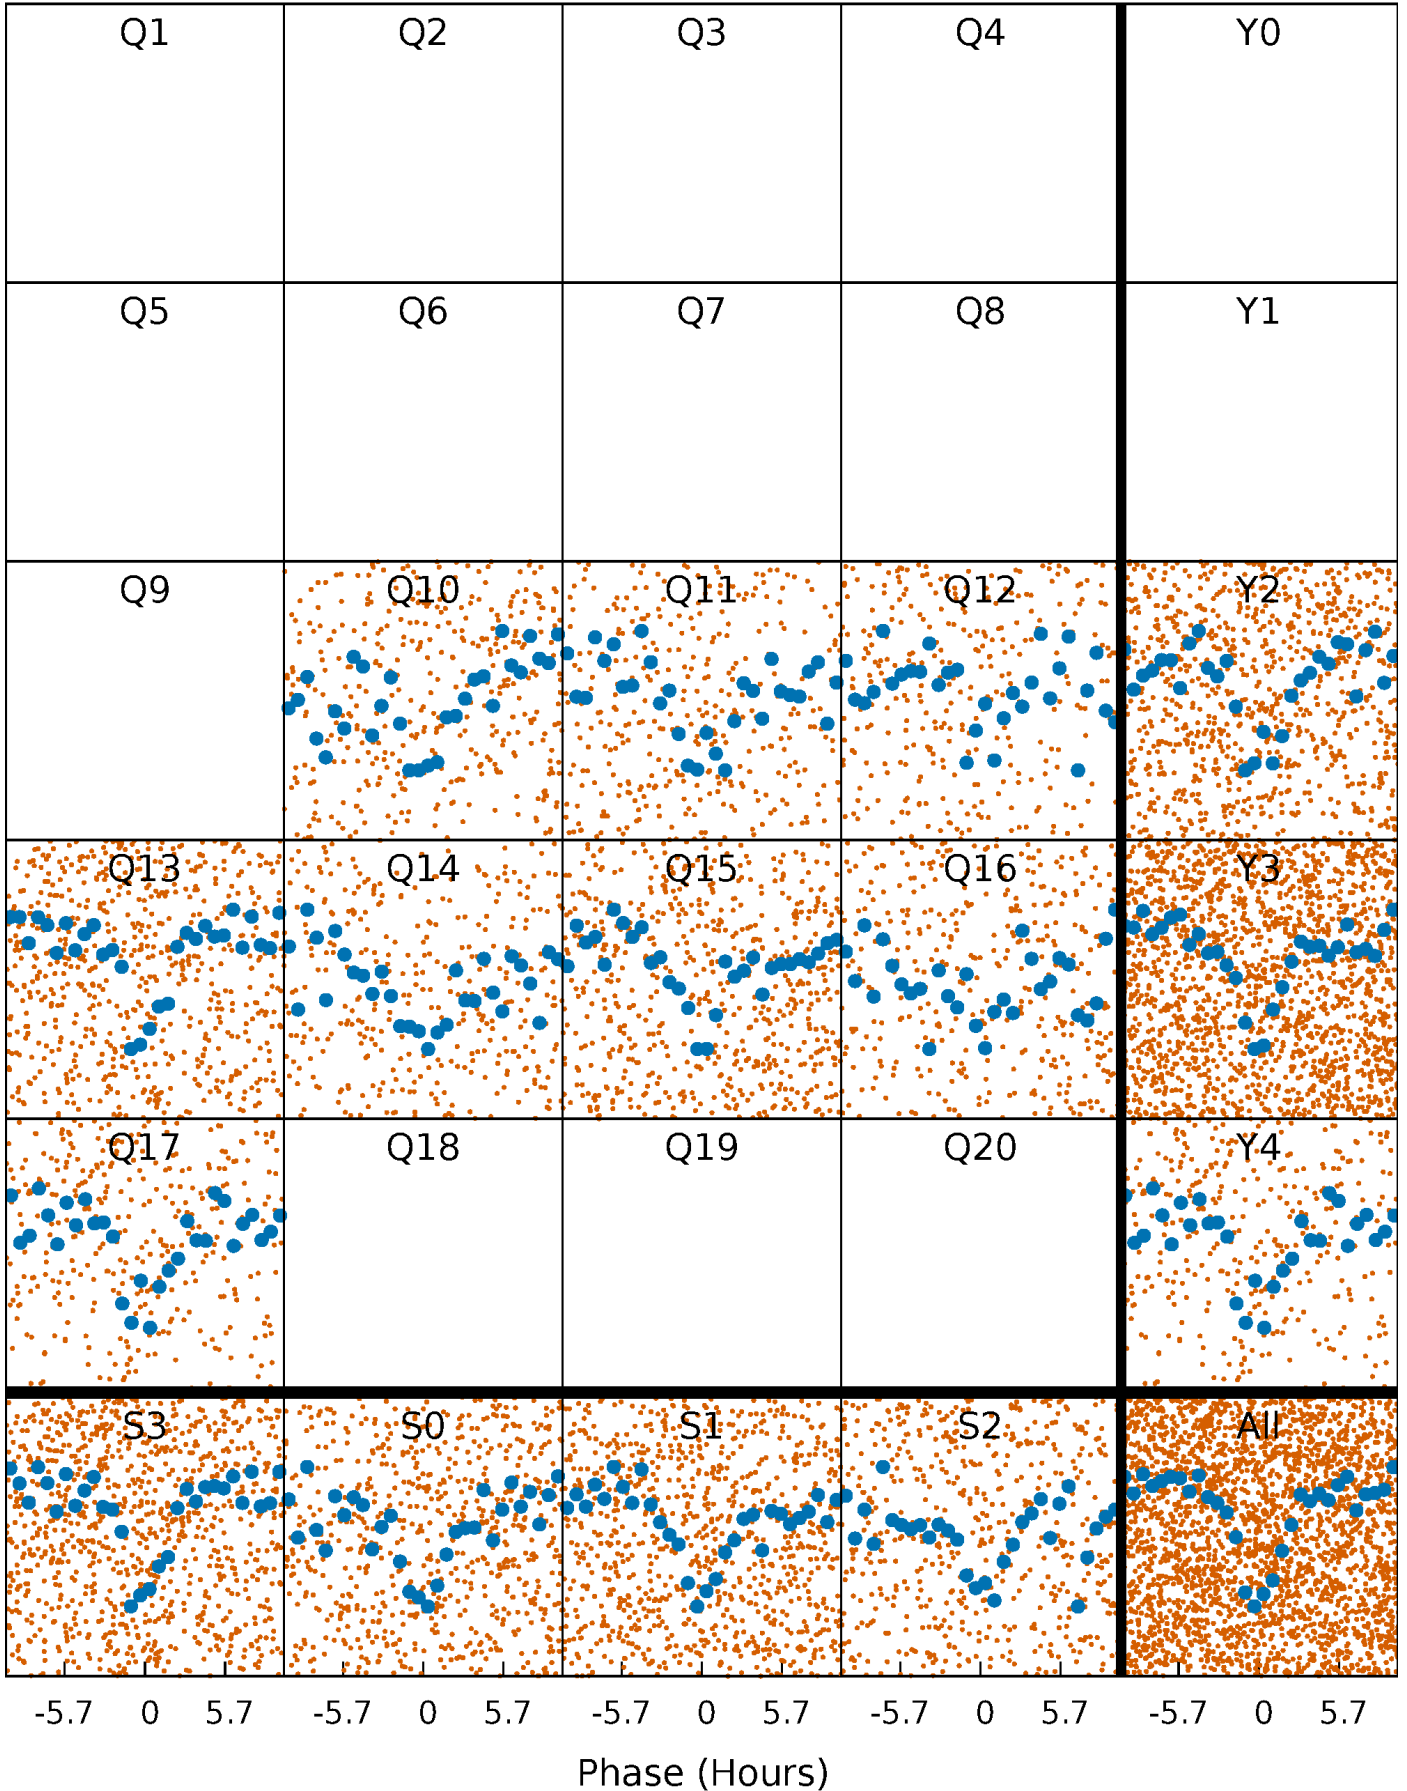 Q1 Q2 Q3 Q4 Y0
Q5 Q6 Q7 Q8 Y1
Q9 Q10 Q11 Q12 Y2
Q13 Q14 Q15 Q16 Y3
Q17 Q18 Q19 Q20 Y4
S3 S0 S1 S2 All
-5.7 0 5.7 -5.7 0 5.7 -5.7 0 5.7 -5.7 0 5.7 -5.7 0 5.7
Phase (Hours)